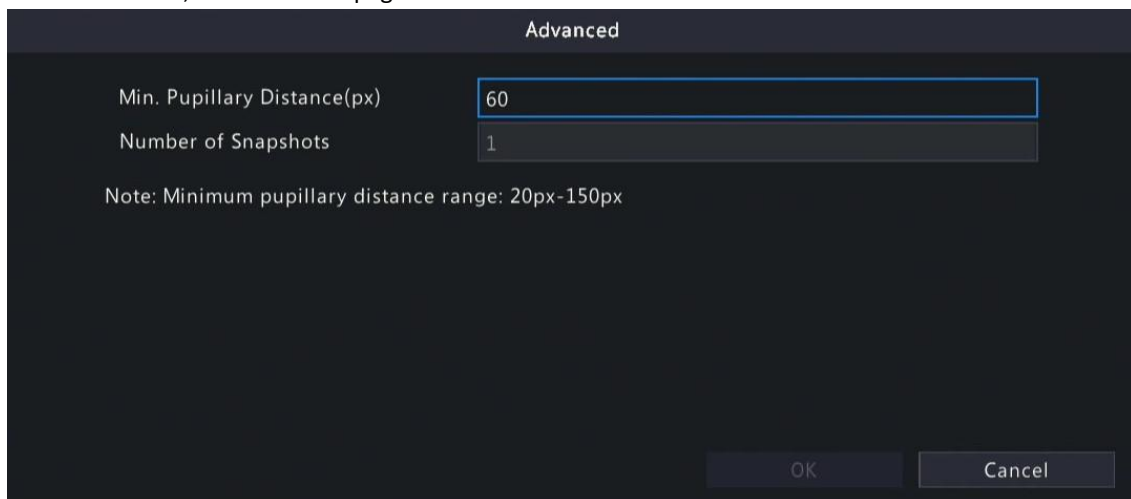 Advanced
Min. Pupillary Distance(px) 60
Number of Snapshots 1
Note: Minimum pupillary distance range: 20px-150px
OK Cancel